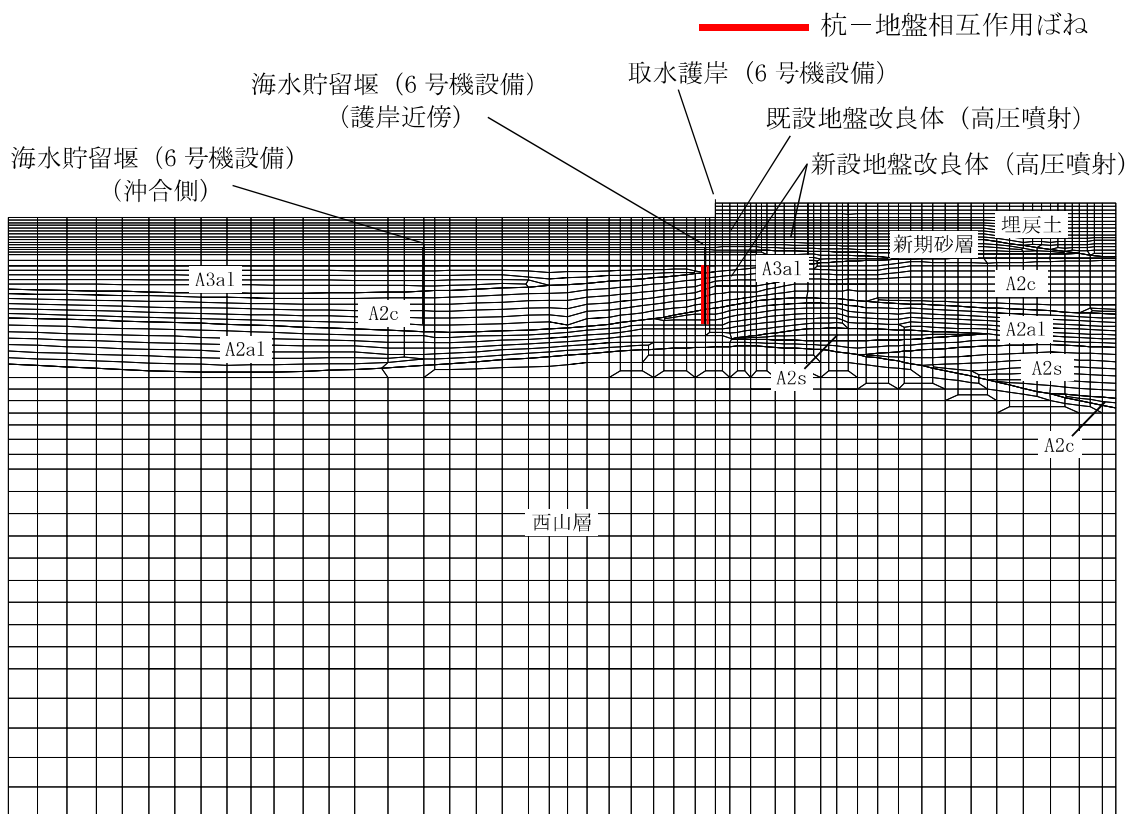 杭－地盤相互作用ばね
取水護岸（6 号機設備）
海水貯留堰（6 号機設備）
（護岸近傍）
既設地盤改良体（高圧噴射）
海水貯留堰（6 号機設備）
（沖合側）
新設地盤改良体（高圧噴射）
埋戻土
新期砂層
A3al
A3al
A2c
A2c
A2al
A2al
A2s
A2s
A2c
西山層